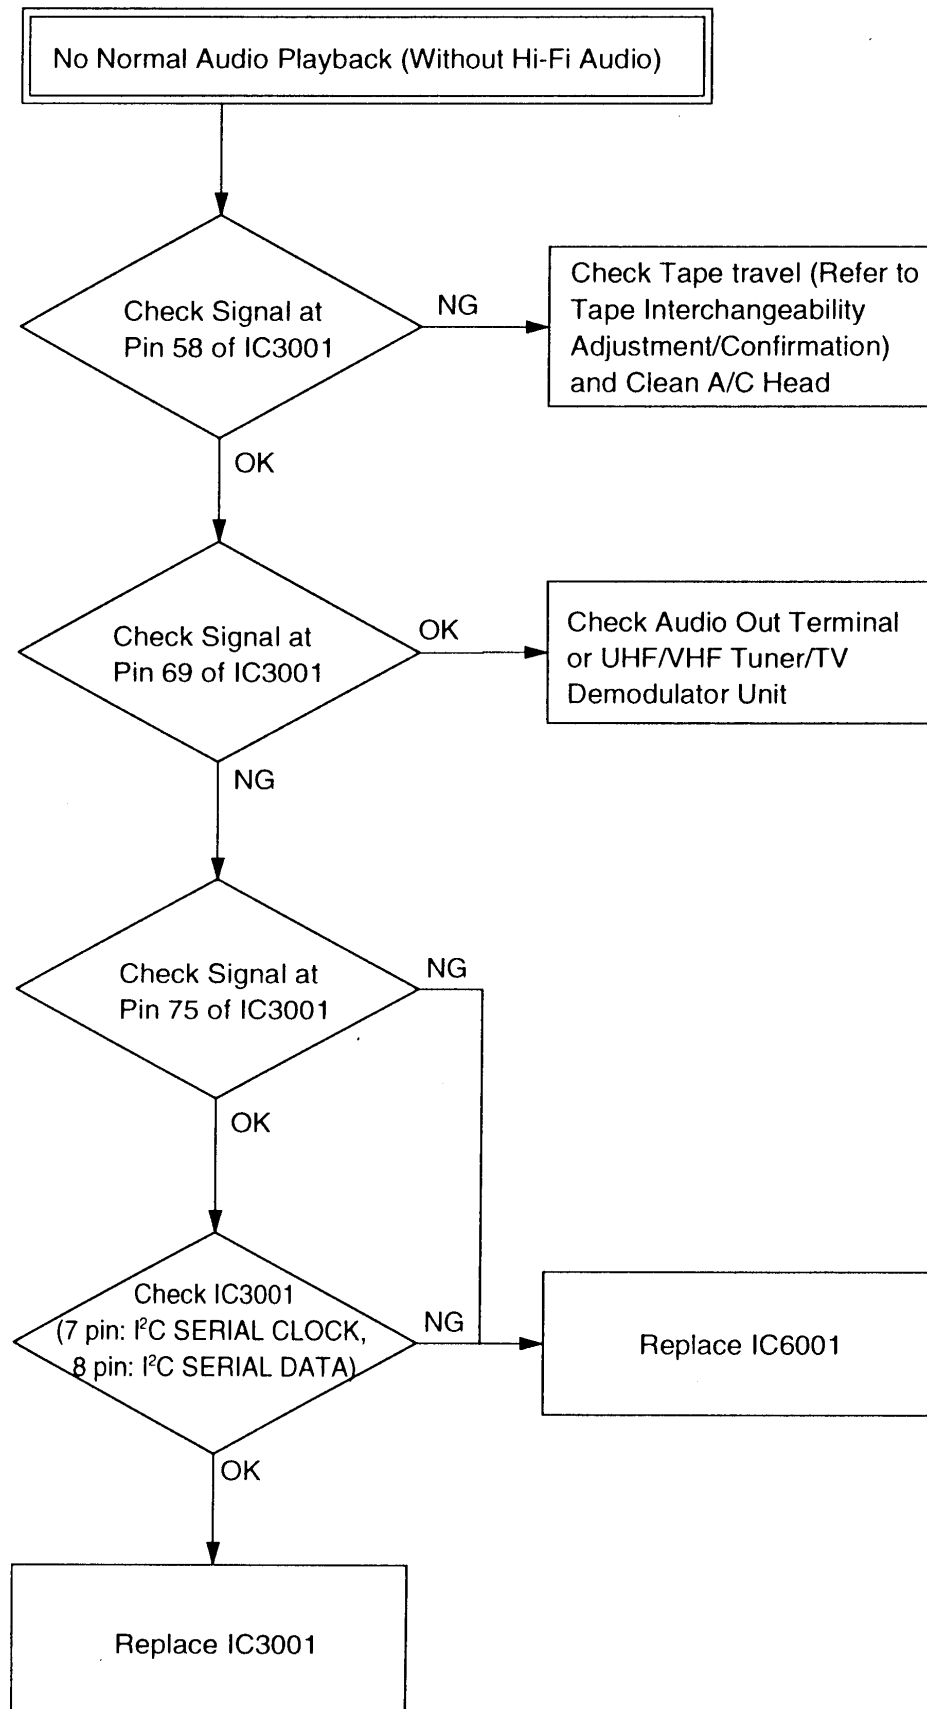 No Normal Audio Playback (Without Hi-Fi Audio)
Check Signal at
Pin 58 of IC3001
NG
Check Tape travel (Refer to
Tape Interchangeability
Adjustment/Confirmation)
and Clean A/C Head
OK
Check Signal at
Pin 69 of IC3001
OK
Check Audio Out Terminal
or UHF/VHF Tuner/TV
Demodulator Unit
NG
Check Signal at
Pin 75 of IC3001
NG
OK
Check IC3001
(7 pin: I²C SERIAL CLOCK,
8 pin: I²C SERIAL DATA)
NG
Replace IC6001
OK
Replace IC3001